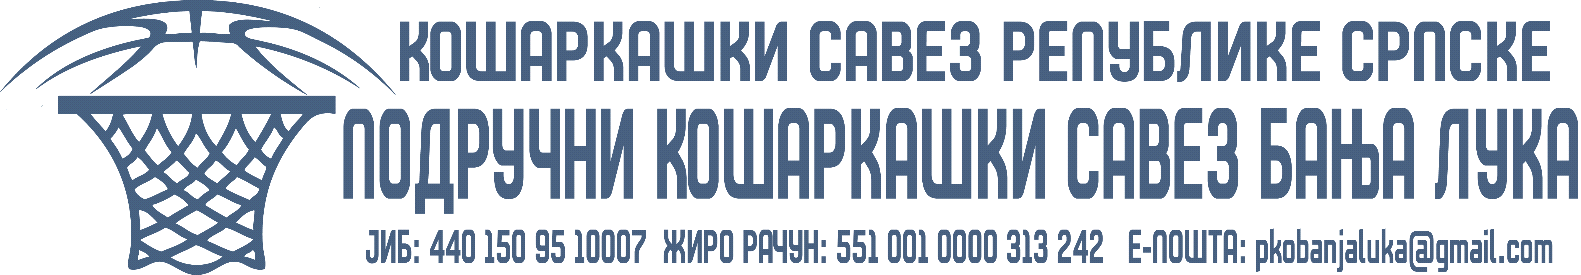 КОШАРКАШКИ САВЕЗ РЕПУБЛИКЕ СРПСКЕ
ПОДРУЧНИ КОШАРКАШКИ САВЕЗ БАЊА ЛУКА
ЈИБ: 440 150 95 10007 ЖИРО РАЧУН: 551 001 0000 313 242 Е-ПОШТА: pkobanjaluka@gmail.com